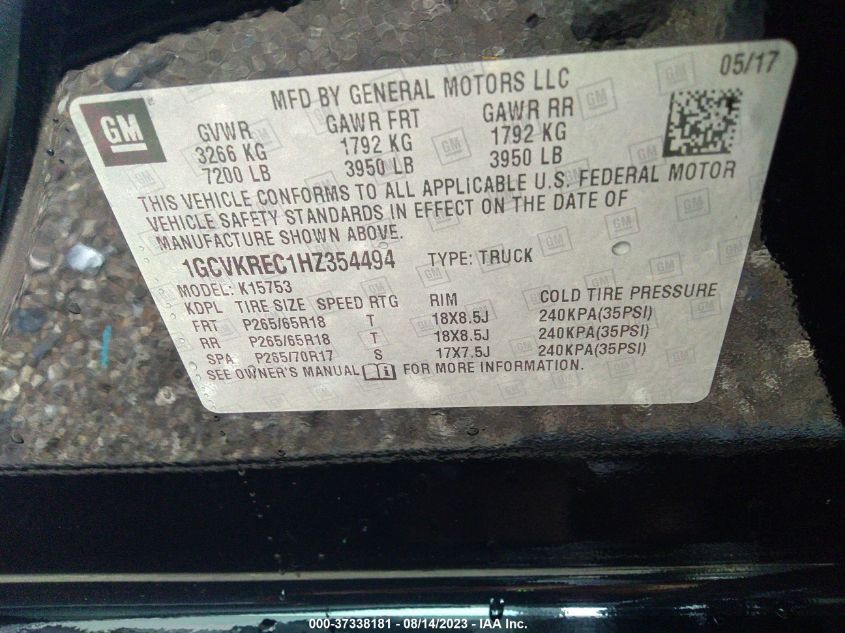 MFD BY GENERAL MOTORS LLC 05/17
GM
GVWR GAWR FRT GAWR RR
3266 KG 1792 KG 1792 KG
7200 LB 3950 LB 3950 LB
THIS VEHICLE CONFORMS TO ALL APPLICABLE U.S. FEDERAL MOTOR
VEHICLE SAFETY STANDARDS IN EFFECT ON THE DATE OF
MANUFACTURE SHOWN ABOVE.
1GCVKREC1HZ354494 TYPE: TRUCK
MODEL: K15753
KDPL TIRE SIZE SPEED RTG RIM COLD TIRE PRESSURE
FRT P265/65R18 T 18X8.5J 240KPA(35PSI)
RR P265/65R18 T 18X8.5J 240KPA(35PSI)
SPA P265/70R17 S 17X7.5J 240KPA(35PSI)
SEE OWNER'S MANUAL FOR MORE INFORMATION.
000-37338181 - 08/14/2023 - IAA Inc.